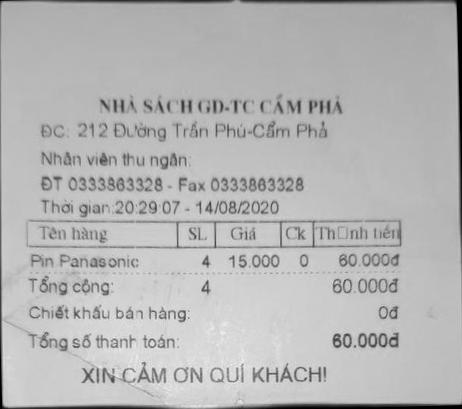 NHÀ SÁCH GD-TC CẨM PHẢ
ĐC: 212 Đường Trần Phú-Cẩm Phả
Nhân viên thu ngân:
ĐT 0333863328 - Fax 0333863328
Thời gian:20:29:07 - 14/08/2020
Tên hàng SL Giá Ck Th□nh tiền
Pin Panasonic 4 15.000 0 60.000đ
Tổng cộng: 4 60.000đ
Chiết khấu bán hàng: 0đ
Tổng số thanh toán: 60.000đ
XIN CẢM ƠN QUÍ KHÁCH!